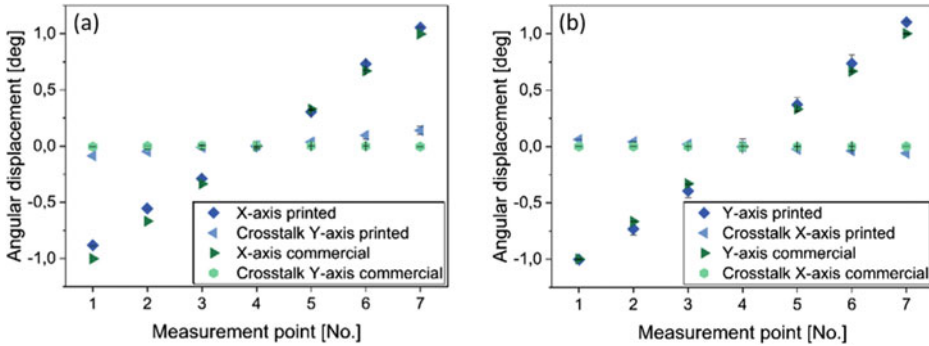 (a)
Angular displacement [deg]
1,0
0,5
0,0
-0,5
-1,0
X-axis printed
Crosstalk Y-axis printed
X-axis commercial
Crosstalk Y-axis commercial
1 2 3 4 5 6 7
Measurement point [No.]
(b)
Angular displacement [deg]
1,0
0,5
0,0
-0,5
-1,0
Y-axis printed
Crosstalk X-axis printed
Y-axis commercial
Crosstalk X-axis commercial
1 2 3 4 5 6 7
Measurement point [No.]